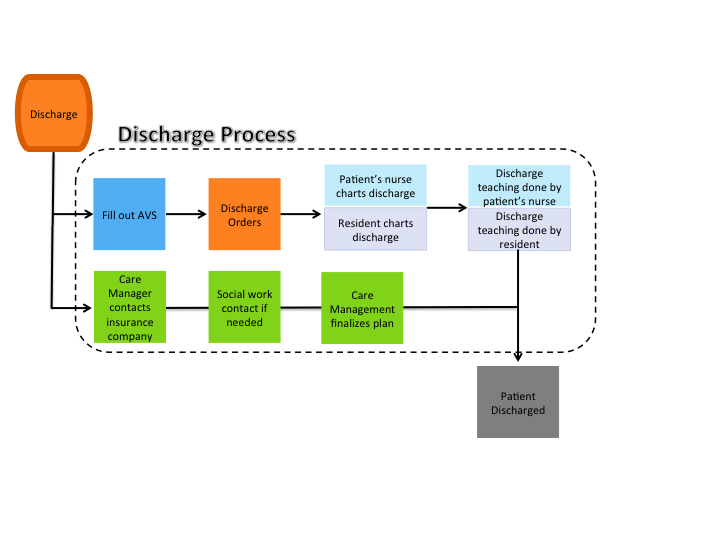 Discharge
Discharge Process
Fill out AVS
Discharge
Orders
Patient's nurse
charts discharge
Resident charts
discharge
Discharge
teaching done by
patient's nurse
Discharge
teaching done by
resident
Care
Manager
contacts
insurance
company
Social work
contact if
needed
Care
Management
finalizes plan
Patient
Discharged